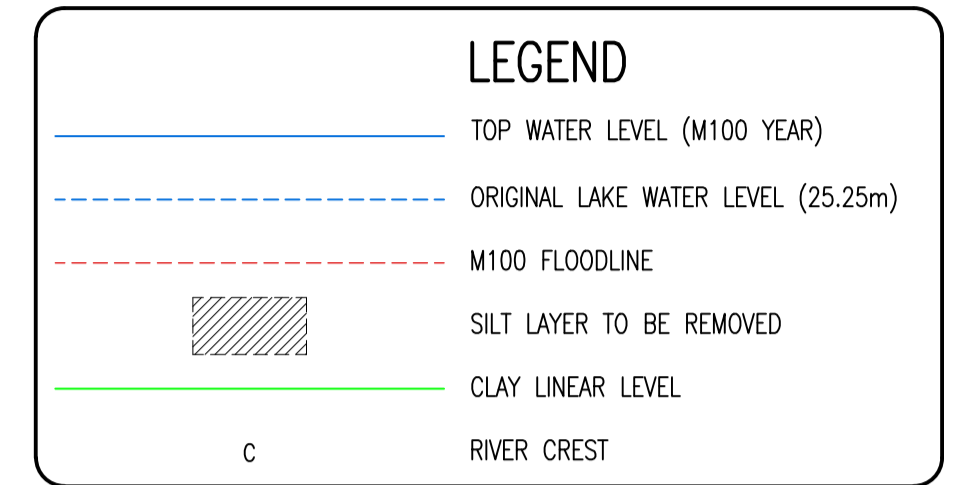 LEGEND
TOP WATER LEVEL (M100 YEAR)
ORIGINAL LAKE WATER LEVEL (25.25m)
M100 FLOODLINE
SILT LAYER TO BE REMOVED
CLAY LINEAR LEVEL
C RIVER CREST